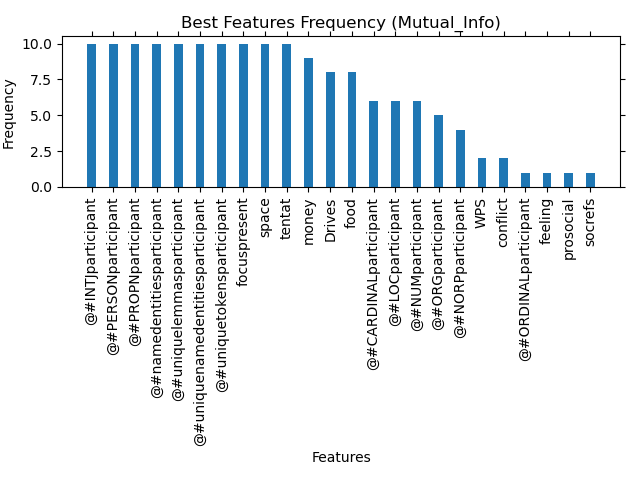 Best Features Frequency (Mutual_Info)
Frequency
10.0
7.5
5.0
2.5
0.0
@#INTJparticipant
@#PERSONparticipant
@#PROPNparticipant
@#namedentitiesparticipant
@#uniquelemmasparticipant
@#uniquenamedentitiesparticipant
@#uniquetokensparticipant
focuspresent
space
tentat
money
Drives
food
@#CARDINALparticipant
@#LOCparticipant
@#NUMparticipant
@#ORGparticipant
@#NORPparticipant
WPS
conflict
@#ORDINALparticipant
feeling
prosocial
socrefs
Features